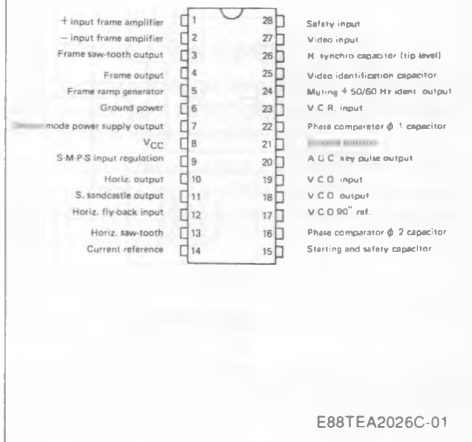 + input frame amplifier 1 28 Safety input
− input frame amplifier 2 27 Video input
Frame saw-tooth output 3 26 H synchro capacitor (tip level)
Frame output 4 25 Video identification capacitor
Frame ramp generator 5 24 Muting + 50/60 Hz ident output
Ground power 6 23 V.C.R. input
mode power supply output 7 22 Phase comparator ϕ 1 capacitor
VCC 8 21
S·M·P·S input regulation 9 20 A G C key pulse output
Horiz. output 10 19 V C O input
S. sandcastle output 11 18 V C O output
Horiz. fly-back input 12 17 V C O 90° ref.
Horiz. saw-tooth 13 16 Phase comparator ϕ 2 capacitor
Current reference 14 15 Starting and safety capacitor
E88TEA2026C-01